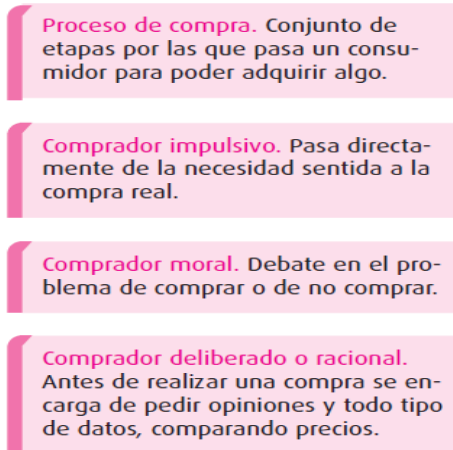 Proceso de compra. Conjunto de
etapas por las que pasa un consu-
midor para poder adquirir algo.
Comprador impulsivo. Pasa directa-
mente de la necesidad sentida a la
compra real.
Comprador moral. Debate en el pro-
blema de comprar o de no comprar.
Comprador deliberado o racional.
Antes de realizar una compra se en-
carga de pedir opiniones y todo tipo
de datos, comparando precios.